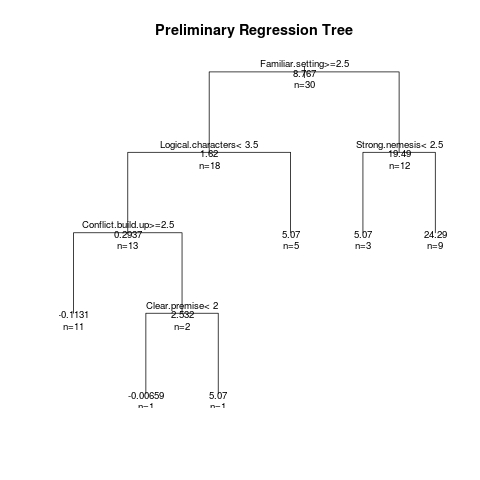 Preliminary Regression Tree
Familiar.setting>=2.5
8.767
n=30
Logical.characters< 3.5
1.62
n=18
Strong.nemesis< 2.5
19.49
n=12
Conflict.build.up>=2.5
0.2937
n=13
5.07
n=5
5.07
n=3
24.29
n=9
-0.1131
n=11
Clear.premise< 2
2.532
n=2
-0.00659
n=1
5.07
n=1